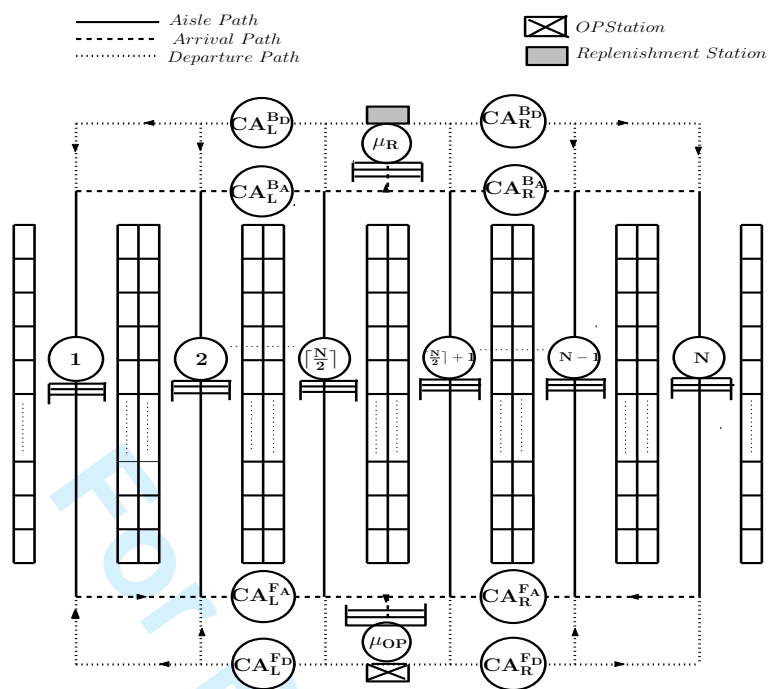 Aisle Path
Arrival Path
Departure Path
OPStation
Replenishment Station
CA_L^{B_D}
μ_R
CA_R^{B_D}
CA_L^{B_A}
CA_R^{B_A}
1
2
⌈N/2⌉
N/2⌉+1
N−1
N
CA_L^{F_A}
CA_R^{F_A}
μ_OP
CA_L^{F_D}
CA_R^{F_D}
For